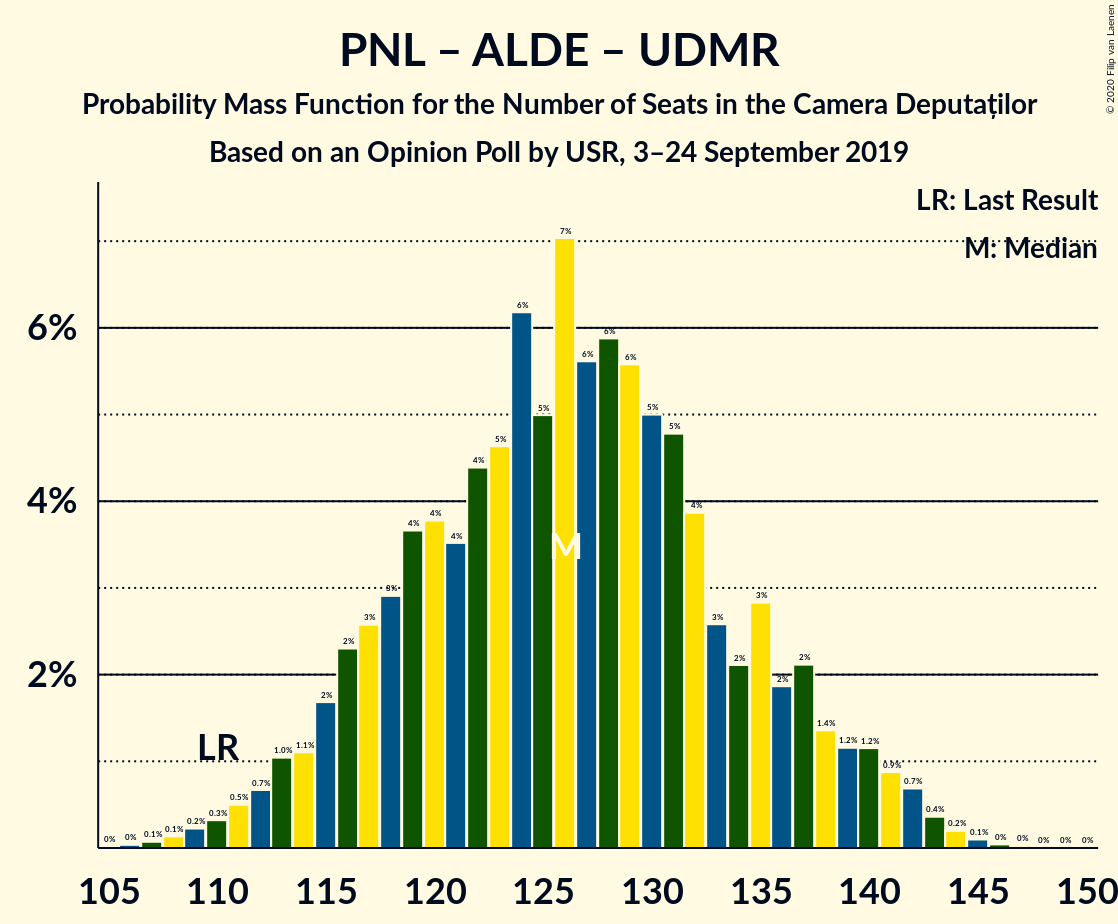 PNL – ALDE – UDMR
Probability Mass Function for the Number of Seats in the Camera Deputaților
Based on an Opinion Poll by USR, 3–24 September 2019
© 2020 Filip van Laenen
LR: Last Result
M: Median
6%
4%
2%
LR
M
0% 0% 0.1% 0.1% 0.2% 0.3% 0.5% 0.7% 1.0% 1.1% 2% 2% 3% 3% 4% 4% 4% 4% 5% 6% 5% 7% 6% 6% 6% 5% 5% 4% 3% 2% 3% 2% 2% 1.4% 1.2% 1.2% 0.9% 0.7% 0.4% 0.2% 0.1% 0% 0% 0% 0% 0%
105 110 115 120 125 130 135 140 145 150